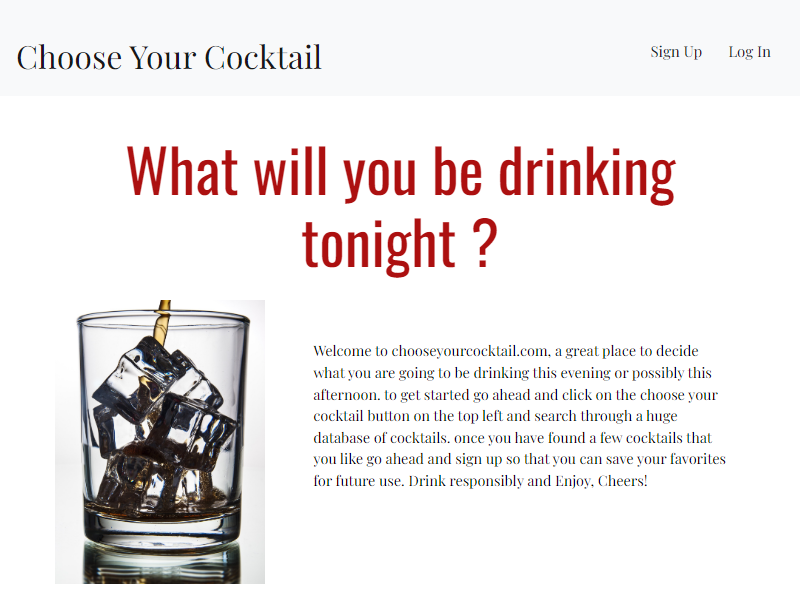 Choose Your Cocktail
Sign Up Log In
What will you be drinking
tonight ?
Welcome to chooseyourcocktail.com, a great place to decide
what you are going to be drinking this evening or possibly this
afternoon. to get started go ahead and click on the choose your
cocktail button on the top left and search through a huge
database of cocktails. once you have found a few cocktails that
you like go ahead and sign up so that you can save your favorites
for future use. Drink responsibly and Enjoy, Cheers!